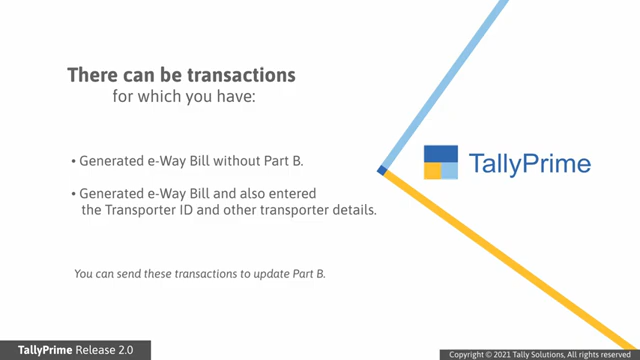 There can be transactions
for which you have:
• Generated e-Way Bill without Part B.
• Generated e-Way Bill and also entered
the Transporter ID and other transporter details.
You can send these transactions to update Part B.
TallyPrime
TallyPrime Release 2.0
Copyright © 2021 Tally Solutions, All rights reserved